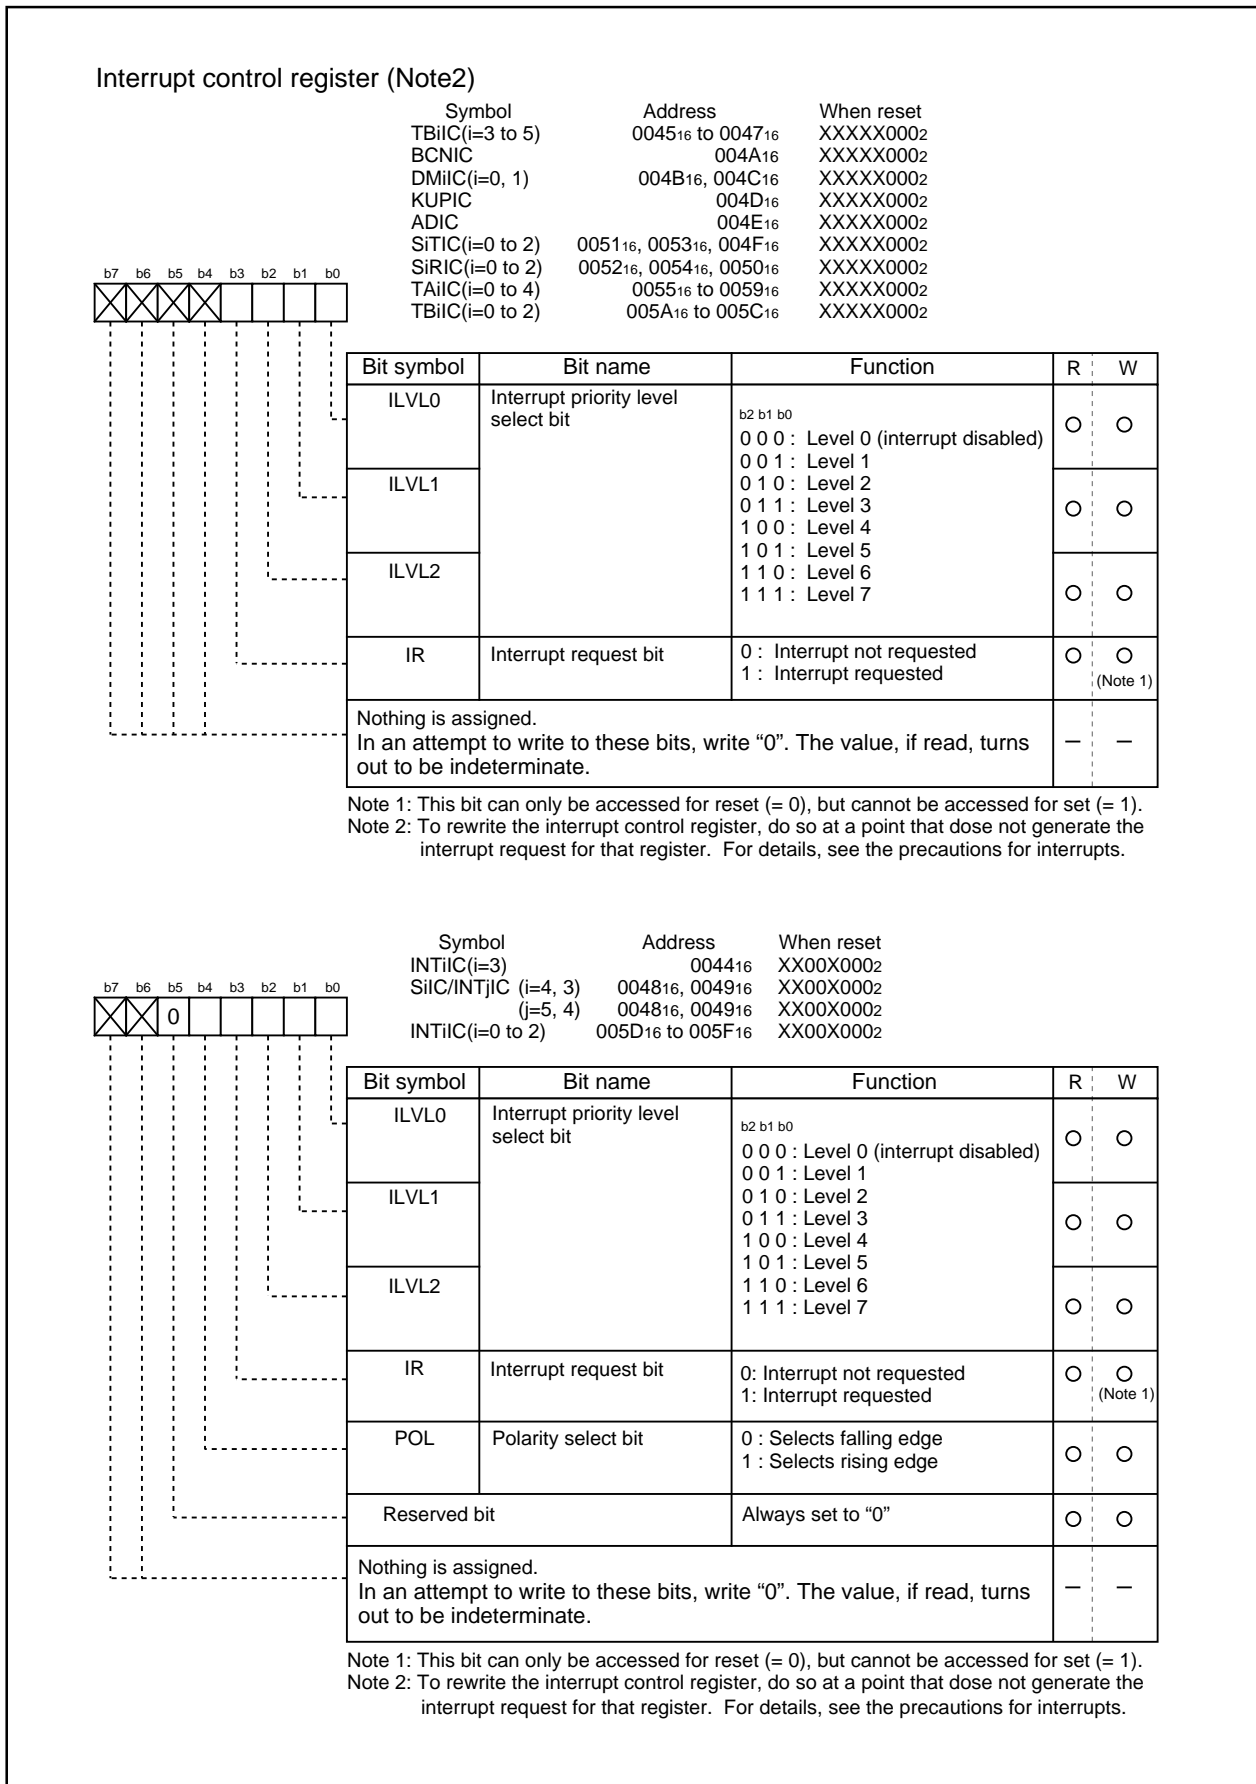 Interrupt control register (Note2)
Symbol Address When reset
TBiIC(i=3 to 5) 004516 to 004716 XXXXX0002
BCNIC 004A16 XXXXX0002
DMiIC(i=0, 1) 004B16, 004C16 XXXXX0002
KUPIC 004D16 XXXXX0002
ADIC 004E16 XXXXX0002
SiTIC(i=0 to 2) 005116, 005316, 004F16 XXXXX0002
SiRIC(i=0 to 2) 005216, 005416, 005016 XXXXX0002
TAiIC(i=0 to 4) 005516 to 005916 XXXXX0002
TBiIC(i=0 to 2) 005A16 to 005C16 XXXXX0002
b7 b6 b5 b4 b3 b2 b1 b0
Bit symbol Bit name Function R W
ILVL0 Interrupt priority level
select bit
b2 b1 b0
0 0 0 : Level 0 (interrupt disabled)
0 0 1 : Level 1
ILVL1 0 1 0 : Level 2
0 1 1 : Level 3
1 0 0 : Level 4
1 0 1 : Level 5
ILVL2 1 1 0 : Level 6
1 1 1 : Level 7
IR Interrupt request bit 0 : Interrupt not requested
1 : Interrupt requested (Note 1)
Nothing is assigned.
In an attempt to write to these bits, write “0”. The value, if read, turns
out to be indeterminate.
Note 1: This bit can only be accessed for reset (= 0), but cannot be accessed for set (= 1).
Note 2: To rewrite the interrupt control register, do so at a point that dose not generate the
interrupt request for that register. For details, see the precautions for interrupts.
Symbol Address When reset
INTiIC(i=3) 004416 XX00X0002
SiIC/INTjIC (i=4, 3) 004816, 004916 XX00X0002
(j=5, 4) 004816, 004916 XX00X0002
INTiIC(i=0 to 2) 005D16 to 005F16 XX00X0002
b7 b6 b5 b4 b3 b2 b1 b0
0
Bit symbol Bit name Function R W
ILVL0 Interrupt priority level
select bit
b2 b1 b0
0 0 0 : Level 0 (interrupt disabled)
0 0 1 : Level 1
ILVL1 0 1 0 : Level 2
0 1 1 : Level 3
1 0 0 : Level 4
1 0 1 : Level 5
ILVL2 1 1 0 : Level 6
1 1 1 : Level 7
IR Interrupt request bit 0: Interrupt not requested
1: Interrupt requested (Note 1)
POL Polarity select bit 0 : Selects falling edge
1 : Selects rising edge
Reserved bit Always set to “0”
Nothing is assigned.
In an attempt to write to these bits, write “0”. The value, if read, turns
out to be indeterminate.
Note 1: This bit can only be accessed for reset (= 0), but cannot be accessed for set (= 1).
Note 2: To rewrite the interrupt control register, do so at a point that dose not generate the
interrupt request for that register. For details, see the precautions for interrupts.